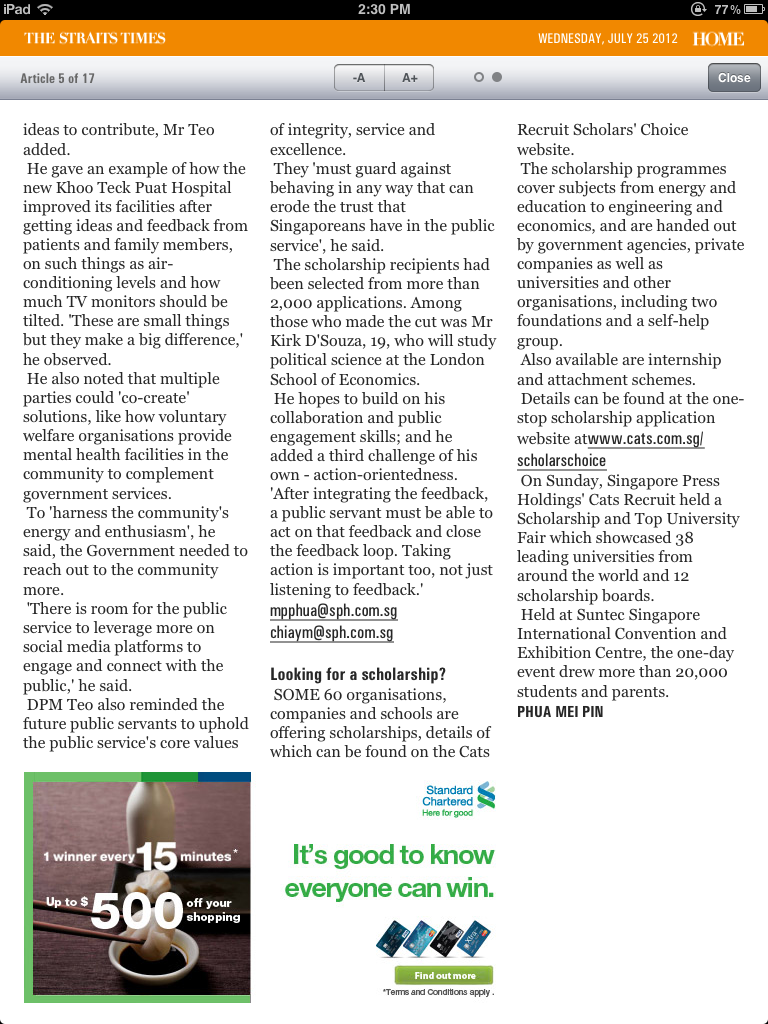 iPad
2:30 PM
77%
THE STRAITS TIMES
WEDNESDAY, JULY 25 2012
HOME
Article 5 of 17
-A
A+
Close
ideas to contribute, Mr Teo
added.
He gave an example of how the
new Khoo Teck Puat Hospital
improved its facilities after
getting ideas and feedback from
patients and family members,
on such things as air-
conditioning levels and how
much TV monitors should be
tilted. 'These are small things
but they make a big difference,'
he observed.
He also noted that multiple
parties could 'co-create'
solutions, like how voluntary
welfare organisations provide
mental health facilities in the
community to complement
government services.
To 'harness the community's
energy and enthusiasm', he
said, the Government needed to
reach out to the community
more.
'There is room for the public
service to leverage more on
social media platforms to
engage and connect with the
public,' he said.
DPM Teo also reminded the
future public servants to uphold
the public service's core values
of integrity, service and
excellence.
They 'must guard against
behaving in any way that can
erode the trust that
Singaporeans have in the public
service', he said.
The scholarship recipients had
been selected from more than
2,000 applications. Among
those who made the cut was Mr
Kirk D'Souza, 19, who will study
political science at the London
School of Economics.
He hopes to build on his
collaboration and public
engagement skills; and he
added a third challenge of his
own - action-orientedness.
'After integrating the feedback,
a public servant must be able to
act on that feedback and close
the feedback loop. Taking
action is important too, not just
listening to feedback.'
mpphua@sph.com.sg
chiaym@sph.com.sg
Looking for a scholarship?
SOME 60 organisations,
companies and schools are
offering scholarships, details of
which can be found on the Cats
Recruit Scholars' Choice
website.
The scholarship programmes
cover subjects from energy and
education to engineering and
economics, and are handed out
by government agencies, private
companies as well as
universities and other
organisations, including two
foundations and a self-help
group.
Also available are internship
and attachment schemes.
Details can be found at the one-
stop scholarship application
website atwww.cats.com.sg/
scholarschoice
On Sunday, Singapore Press
Holdings' Cats Recruit held a
Scholarship and Top University
Fair which showcased 38
leading universities from
around the world and 12
scholarship boards.
Held at Suntec Singapore
International Convention and
Exhibition Centre, the one-day
event drew more than 20,000
students and parents.
PHUA MEI PIN
1 winner every 15 minutes*
Up to $500 off your shopping
Standard
Chartered
Here for good
It's good to know
everyone can win.
Find out more
*Terms and Conditions apply.